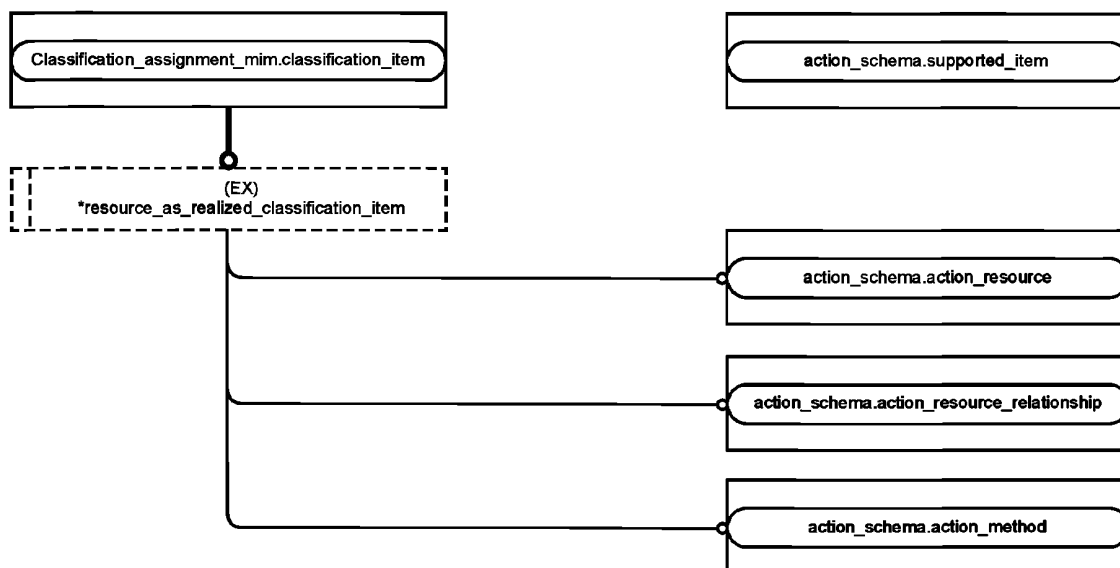 Classification_assignment_mim.classification_item
action_schema.supported_item
(EX)
*resource_as_realized_classification_item
action_schema.action_resource
action_schema.action_resource_relationship
action_schema.action_method